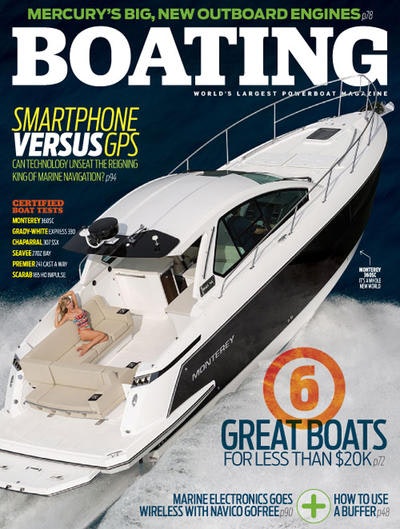 MERCURY'S BIG, NEW OUTBOARD ENGINES p78
BOATING
WORLD'S LARGEST POWERBOAT MAGAZINE
SMARTPHONE
VERSUS GPS
CAN TECHNOLOGY UNSEAT THE REIGNING
KING OF MARINE NAVIGATION? p94
CERTIFIED
BOAT TESTS
MONTEREY 360SC
GRADY-WHITE EXPRESS 330
CHAPARRAL 307 SSX
SEAVEE 270Z BAY
PREMIER 241 CAST A WAY
SCARAB 165 HO IMPULSE
MONTEREY
360SC
IT'S A WHOLE
NEW WORLD
MONTEREY
6
GREAT BOATS
FOR LESS THAN $20K p72
MARINE ELECTRONICS GOES
WIRELESS WITH NAVICO GOFREE p90
+
HOW TO USE
A BUFFER p48